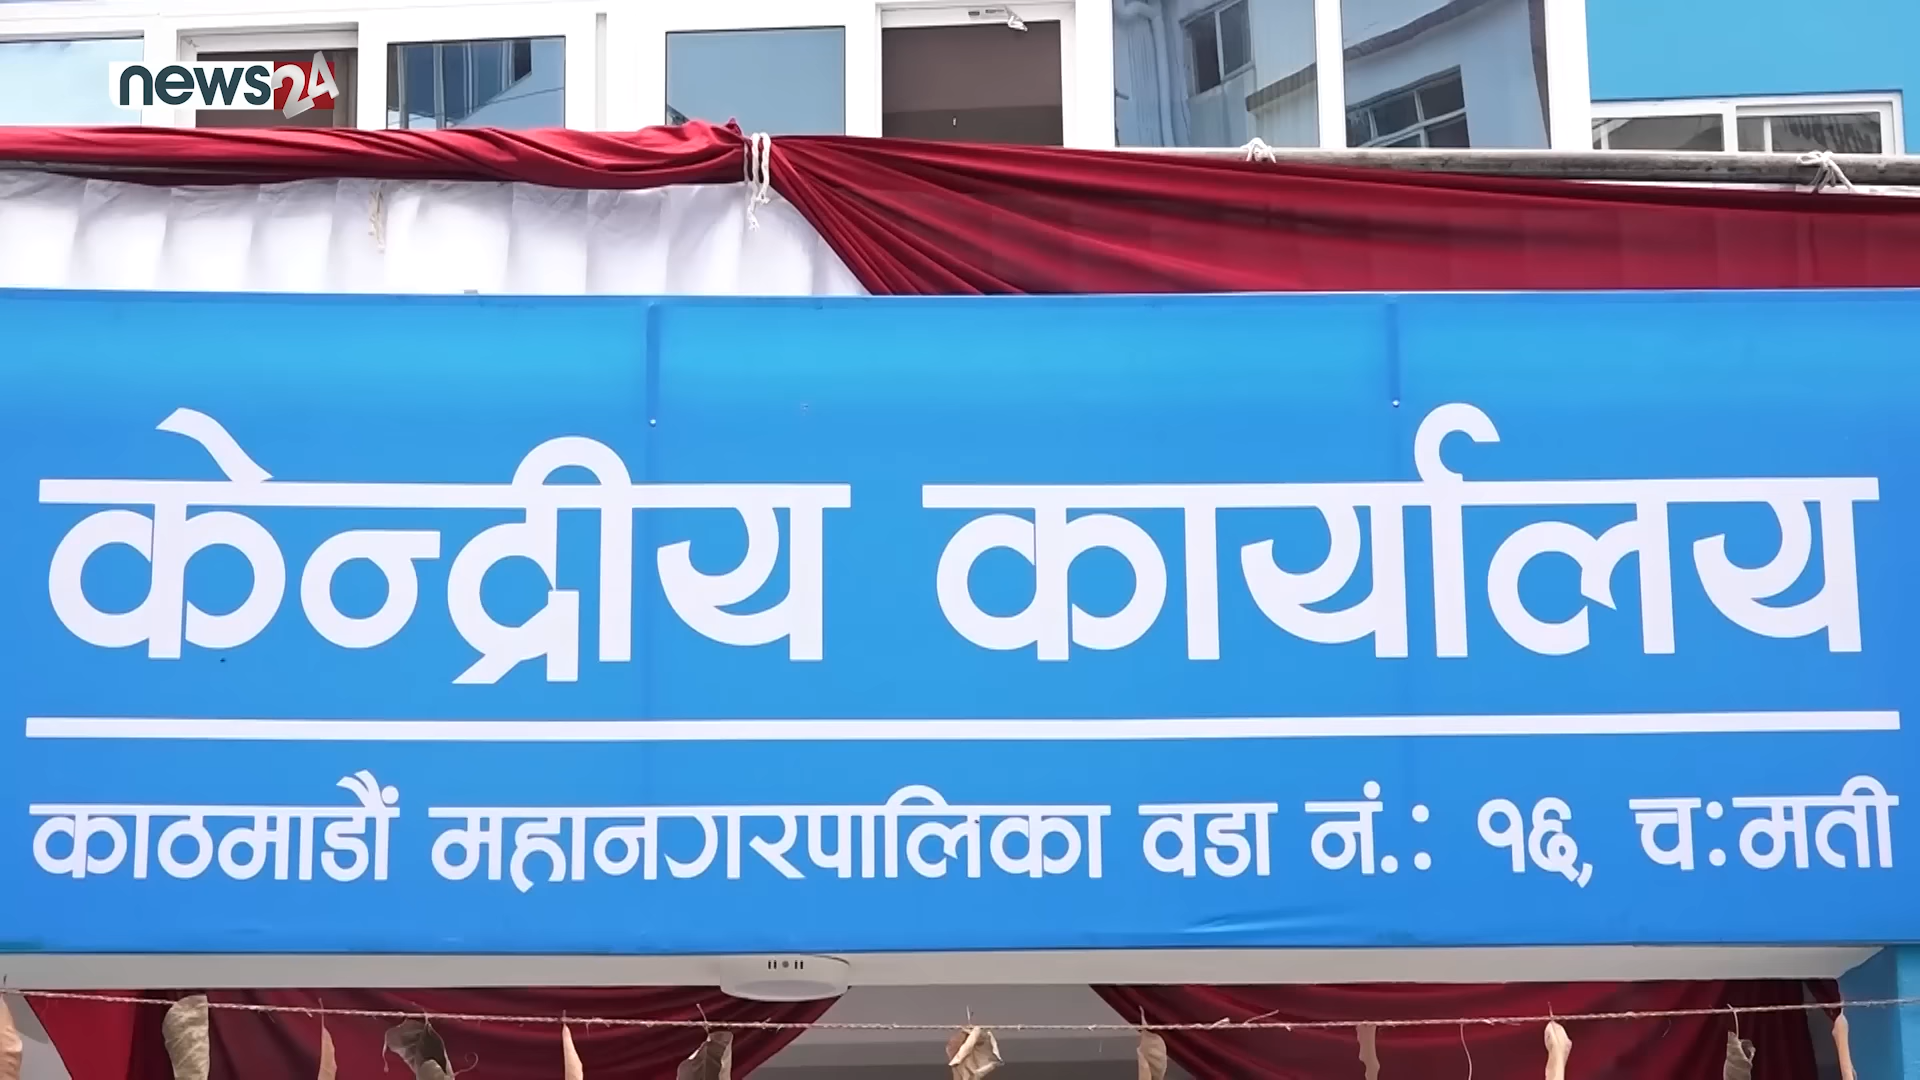 news24
केन्द्रीय कार्यालय
काठमाडौं महानगरपालिका वडा नं.: १६, च:मती